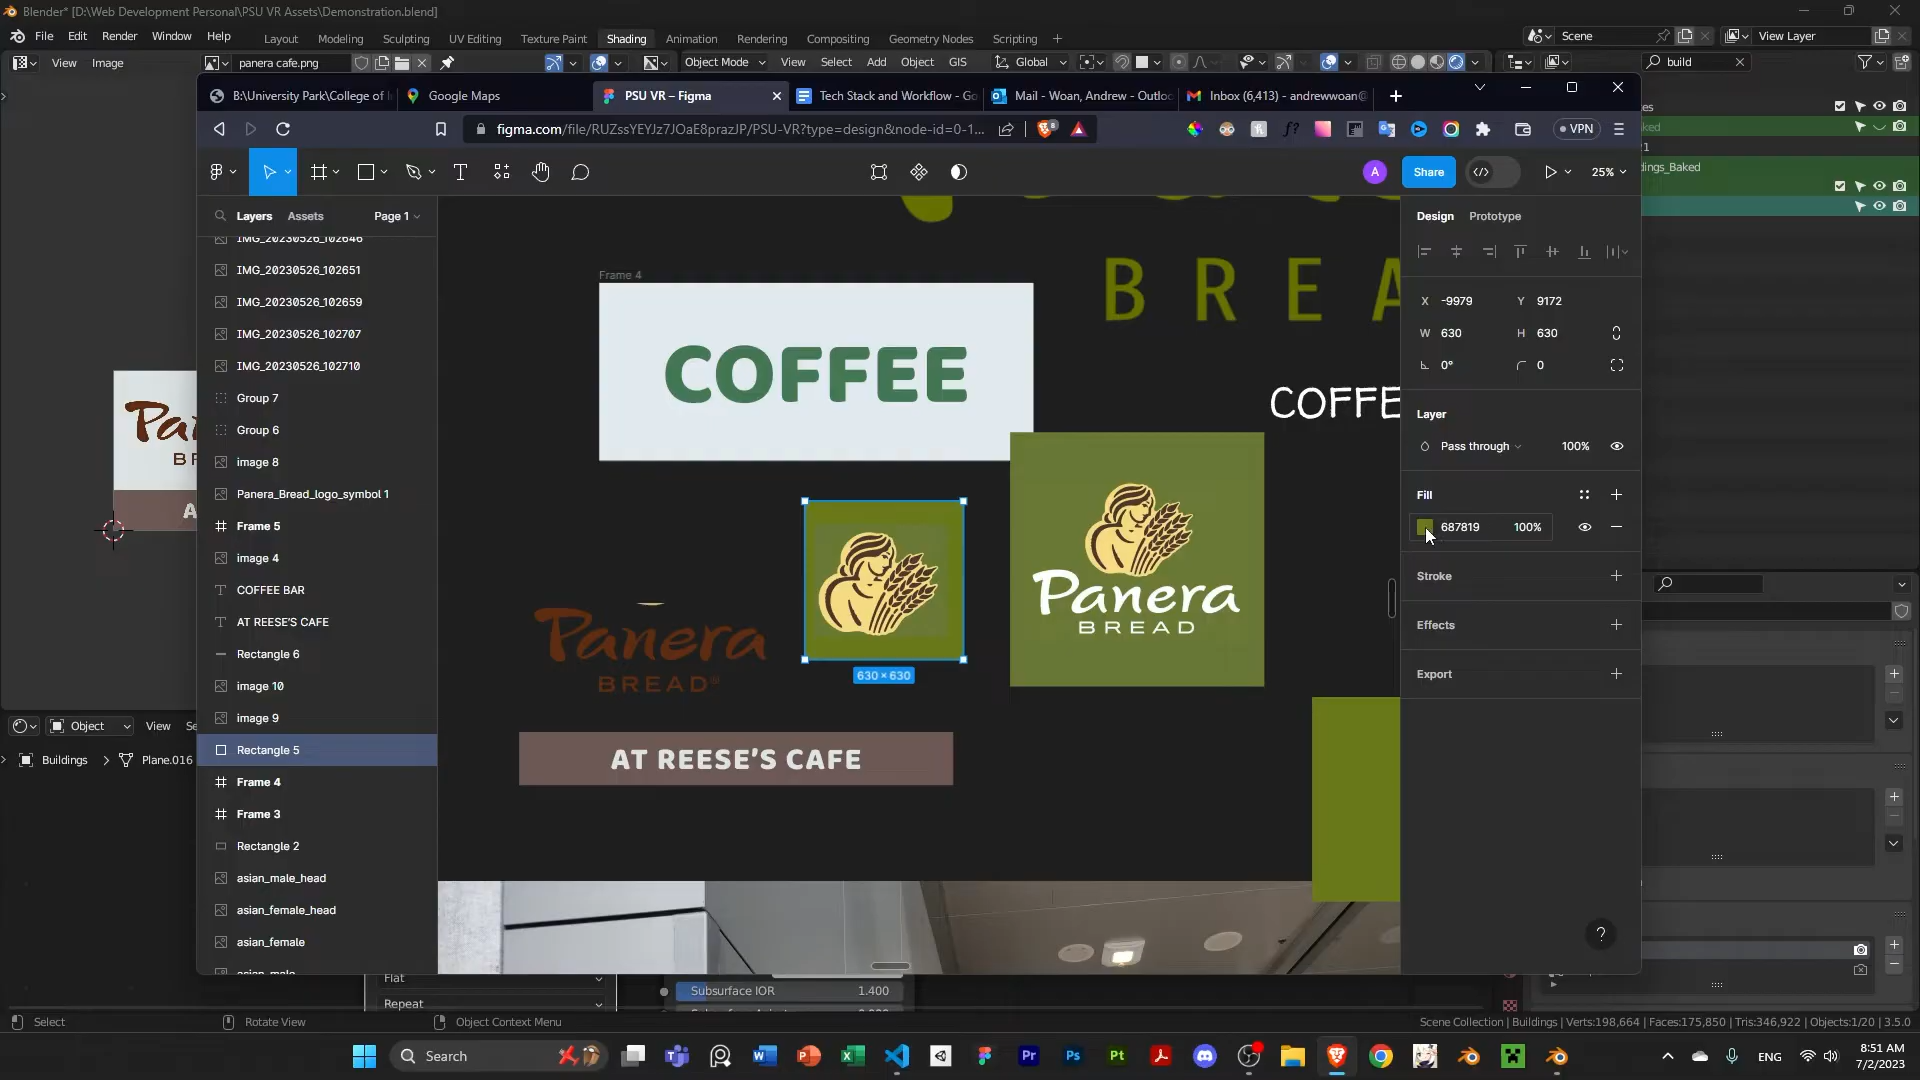 Blender* [D:\Web Development Personal\PSU VR Assets\Demonstration.blend]
File Edit Render Window Help Layout Modeling Sculpting UV Editing Texture Paint Shading Animation Rendering Compositing Geometry Nodes Scripting + Scene View Layer
View Image panera cafe.png Object Mode View Select Add Object GIS Global build
B:\University Park\College of I Google Maps PSU VR – Figma Tech Stack and Workflow - Go Mail - Woan, Andrew - Outloo Inbox (6,413) - andrewwoan@
figma.com/file/RUZssYEYJz7JOaE8prazJP/PSU-VR?type=design&node-id=0-1... VPN
A Share 25%
Layers Assets Page 1 Design Prototype
IMG_20230526_102646
IMG_20230526_102651
IMG_20230526_102659
IMG_20230526_102707
IMG_20230526_102710
Group 7
Group 6
image 8
Panera_Bread_logo_symbol 1
Frame 5
image 4
COFFEE BAR
AT REESE'S CAFE
Rectangle 6
image 10
image 9
Rectangle 5
Frame 4
Frame 3
Rectangle 2
asian_male_head
asian_female_head
asian_female
asian_male
Frame 4
COFFEE
BREA
COFFE
Panera
BREAD
Panera
BREAD®
630 × 630
AT REESE'S CAFE
X -9979 Y 9172
W 630 H 630
0° 0
Layer
Pass through 100%
Fill
687819 100%
Stroke
Effects
Export
?
Object View
Buildings > Plane.016
dings_Baked
Flat
Repeat
Subsurface IOR 1.400
Select Rotate View Object Context Menu Scene Collection | Buildings | Verts:198,664 | Faces:175,850 | Tris:346,922 | Objects:1/20 | 3.5.0
Search ENG 8:51 AM
7/2/2023